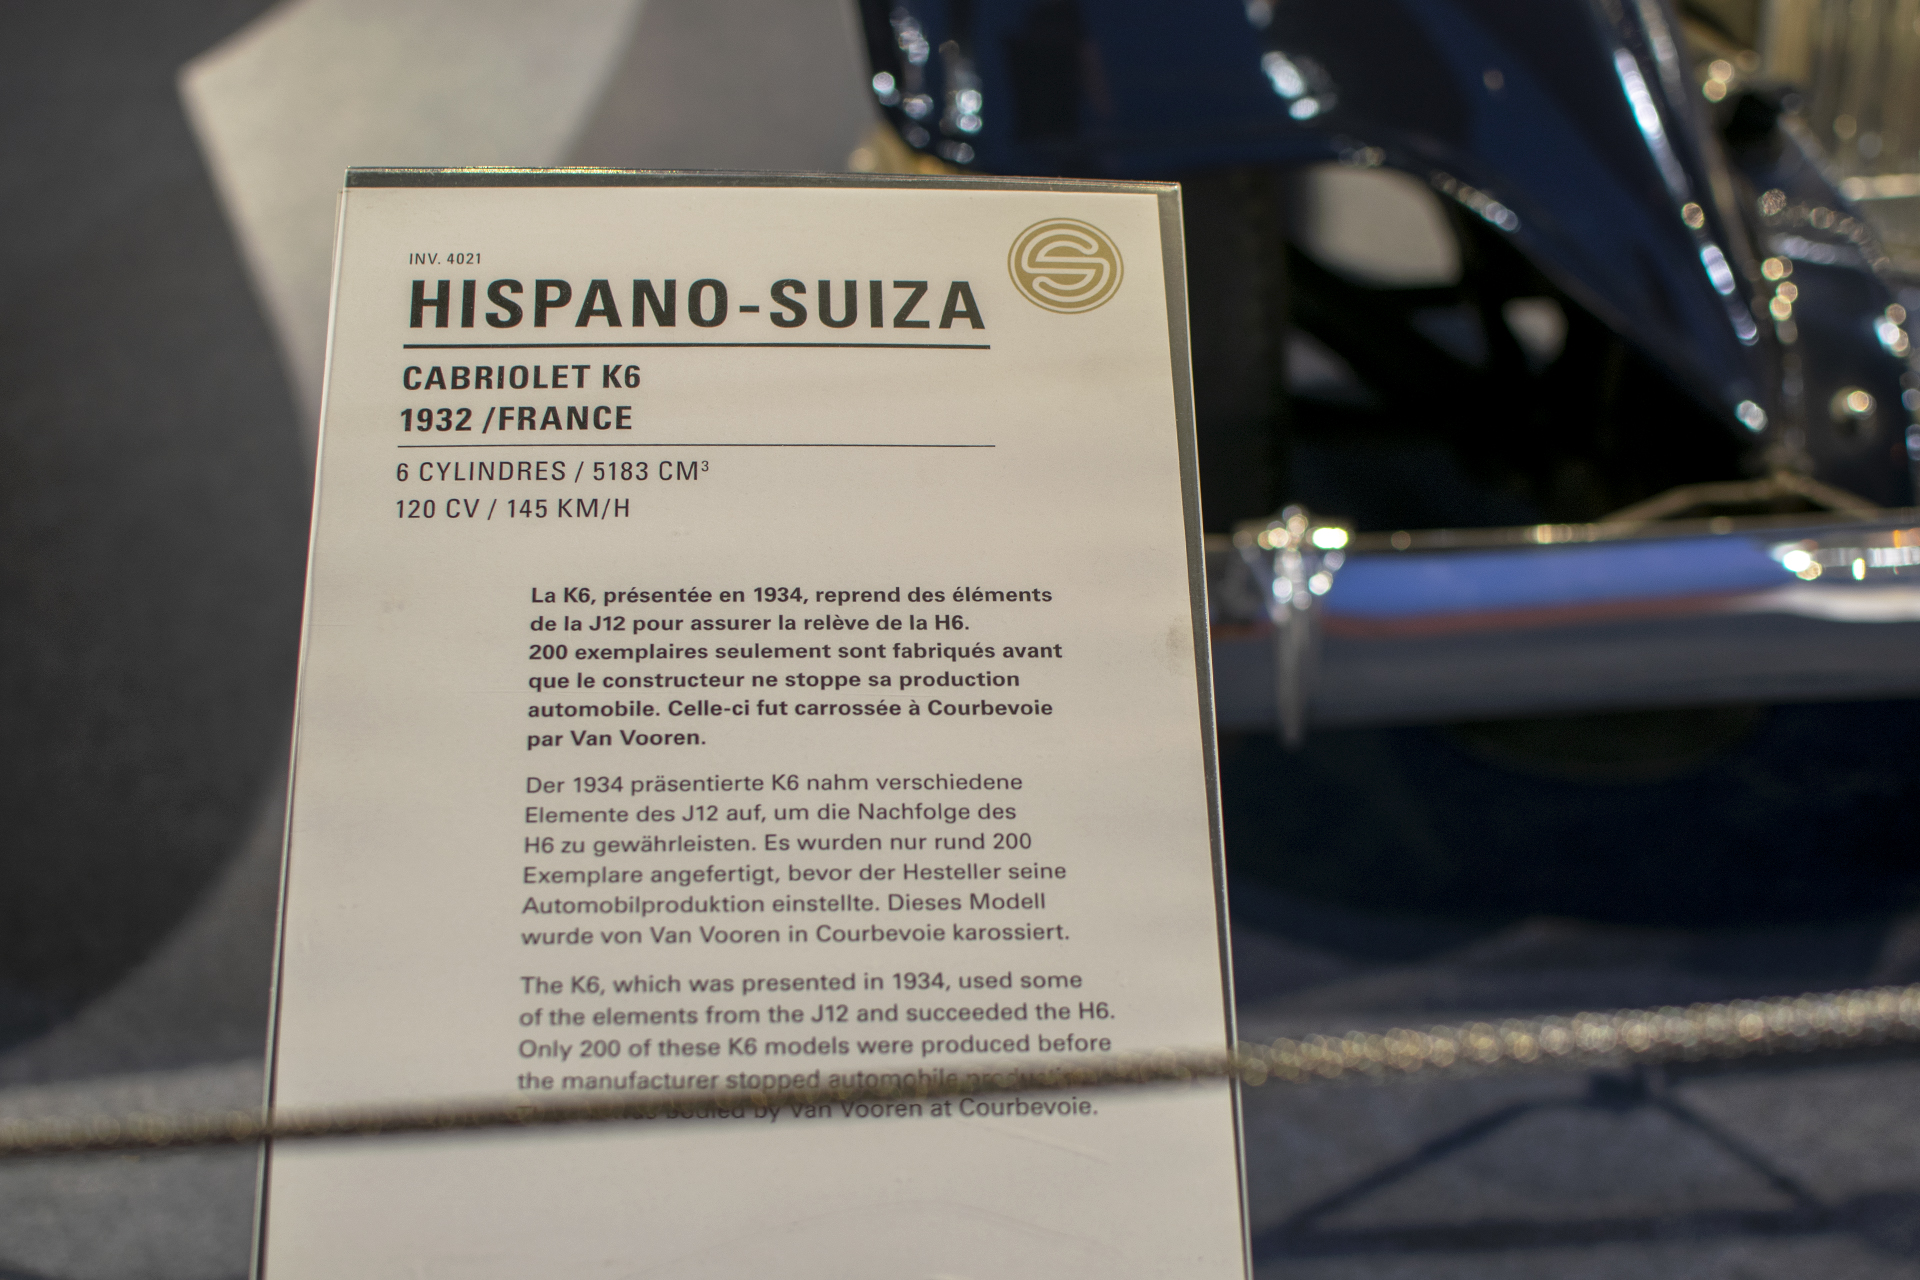 INV. 4021
HISPANO-SUIZA
CABRIOLET K6
1932 /FRANCE
6 CYLINDRES / 5183 CM³
120 CV / 145 KM/H
La K6, présentée en 1934, reprend des éléments
de la J12 pour assurer la relève de la H6.
200 exemplaires seulement sont fabriqués avant
que le constructeur ne stoppe sa production
automobile. Celle-ci fut carrossée à Courbevoie
par Van Vooren.
Der 1934 präsentierte K6 nahm verschiedene
Elemente des J12 auf, um die Nachfolge des
H6 zu gewährleisten. Es wurden nur rund 200
Exemplare angefertigt, bevor der Hesteller seine
Automobilproduktion einstellte. Dieses Modell
wurde von Van Vooren in Courbevoie karossiert.
The K6, which was presented in 1934, used some
of the elements from the J12 and succeeded the H6.
Only 200 of these K6 models were produced before
the manufacturer stopped automobile
bodied by Van Vooren at Courbevoie.